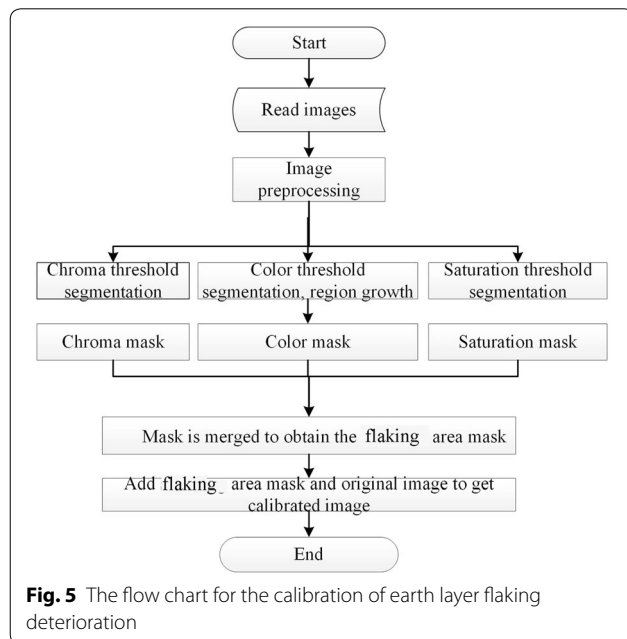 Start
Read images
Image
preprocessing
Chroma threshold
segmentation
Color threshold
segmentation, region growth
Saturation threshold
segmentation
Chroma mask
Color mask
Saturation mask
Mask is merged to obtain the flaking area mask
Add flaking area mask and original image to get
calibrated image
End
Fig. 5 The flow chart for the calibration of earth layer flaking
deterioration